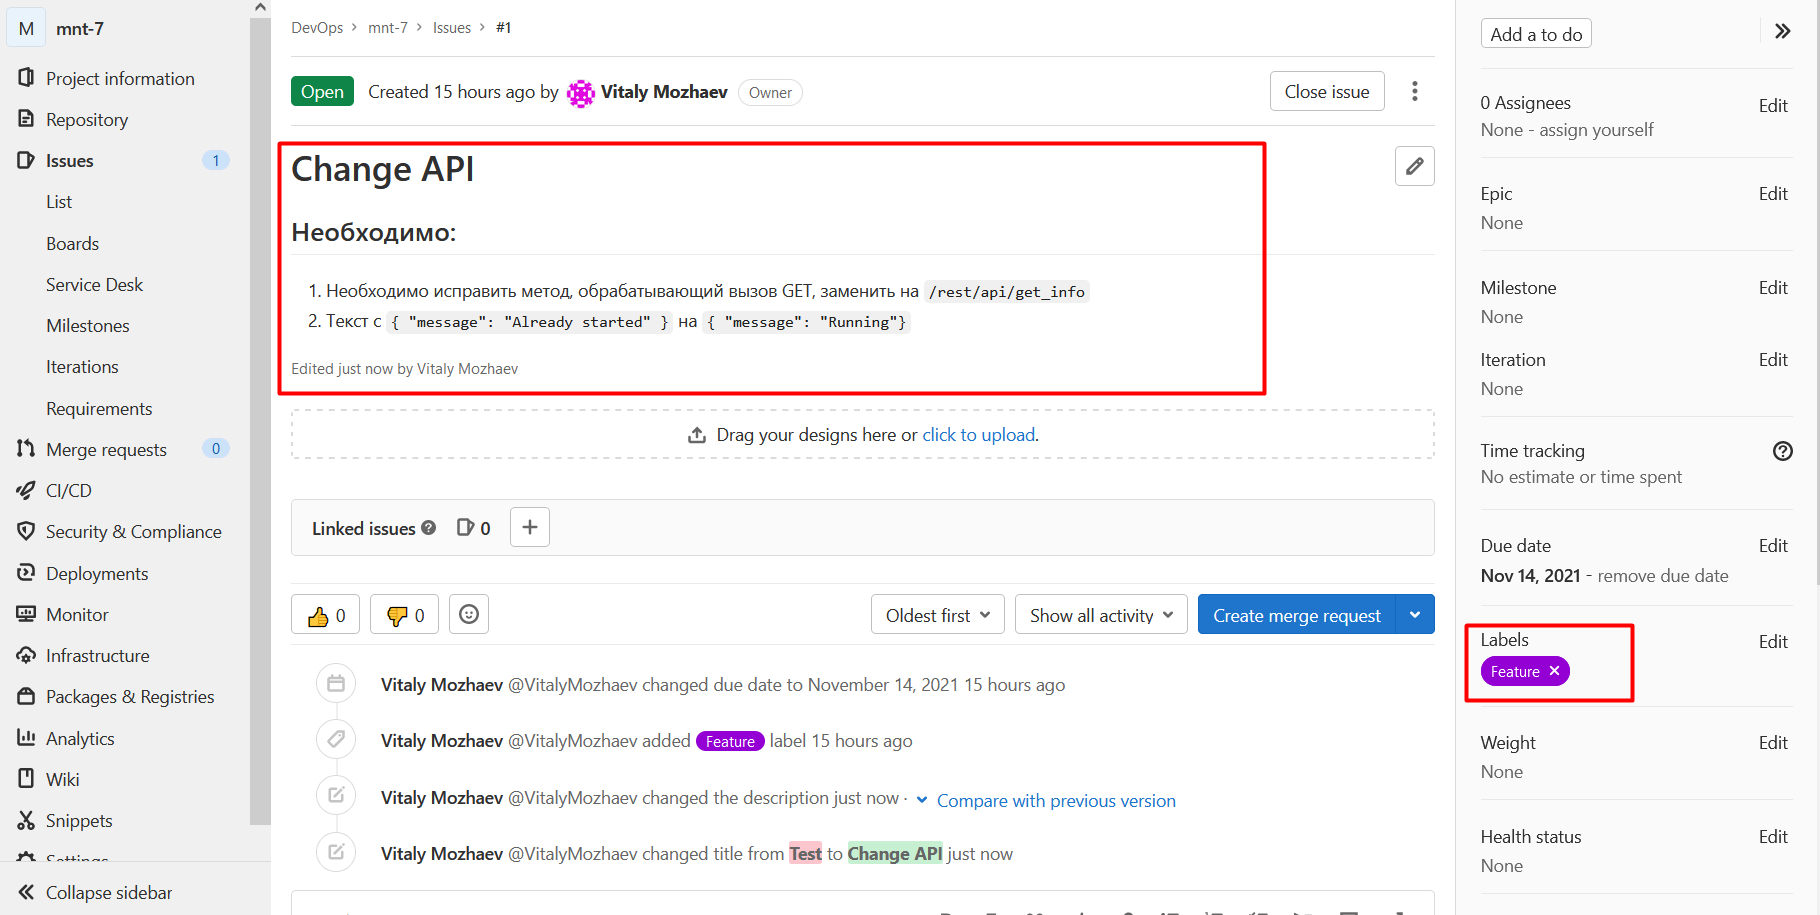 M mnt-7
Project information
Repository
Issues 1
List
Boards
Service Desk
Milestones
Iterations
Requirements
Merge requests 0
CI/CD
Security & Compliance
Deployments
Monitor
Infrastructure
Packages & Registries
Analytics
Wiki
Snippets
Settings
Collapse sidebar
DevOps > mnt-7 > Issues > #1
Open Created 15 hours ago by Vitaly Mozhaev Owner
Close issue
Change API
Необходимо:
1. Необходимо исправить метод, обрабатывающий вызов GET, заменить на /rest/api/get_info
2. Текст с { "message": "Already started" } на { "message": "Running"}
Edited just now by Vitaly Mozhaev
Drag your designs here or click to upload.
Linked issues 0
0 0
Oldest first Show all activity Create merge request
Vitaly Mozhaev @VitalyMozhaev changed due date to November 14, 2021 15 hours ago
Vitaly Mozhaev @VitalyMozhaev added Feature label 15 hours ago
Vitaly Mozhaev @VitalyMozhaev changed the description just now · Compare with previous version
Vitaly Mozhaev @VitalyMozhaev changed title from Test to Change API just now
Add a to do
0 Assignees Edit
None - assign yourself
Epic Edit
None
Milestone Edit
None
Iteration Edit
None
Time tracking
No estimate or time spent
Due date Edit
Nov 14, 2021 - remove due date
Labels Edit
Feature
Weight Edit
None
Health status Edit
None